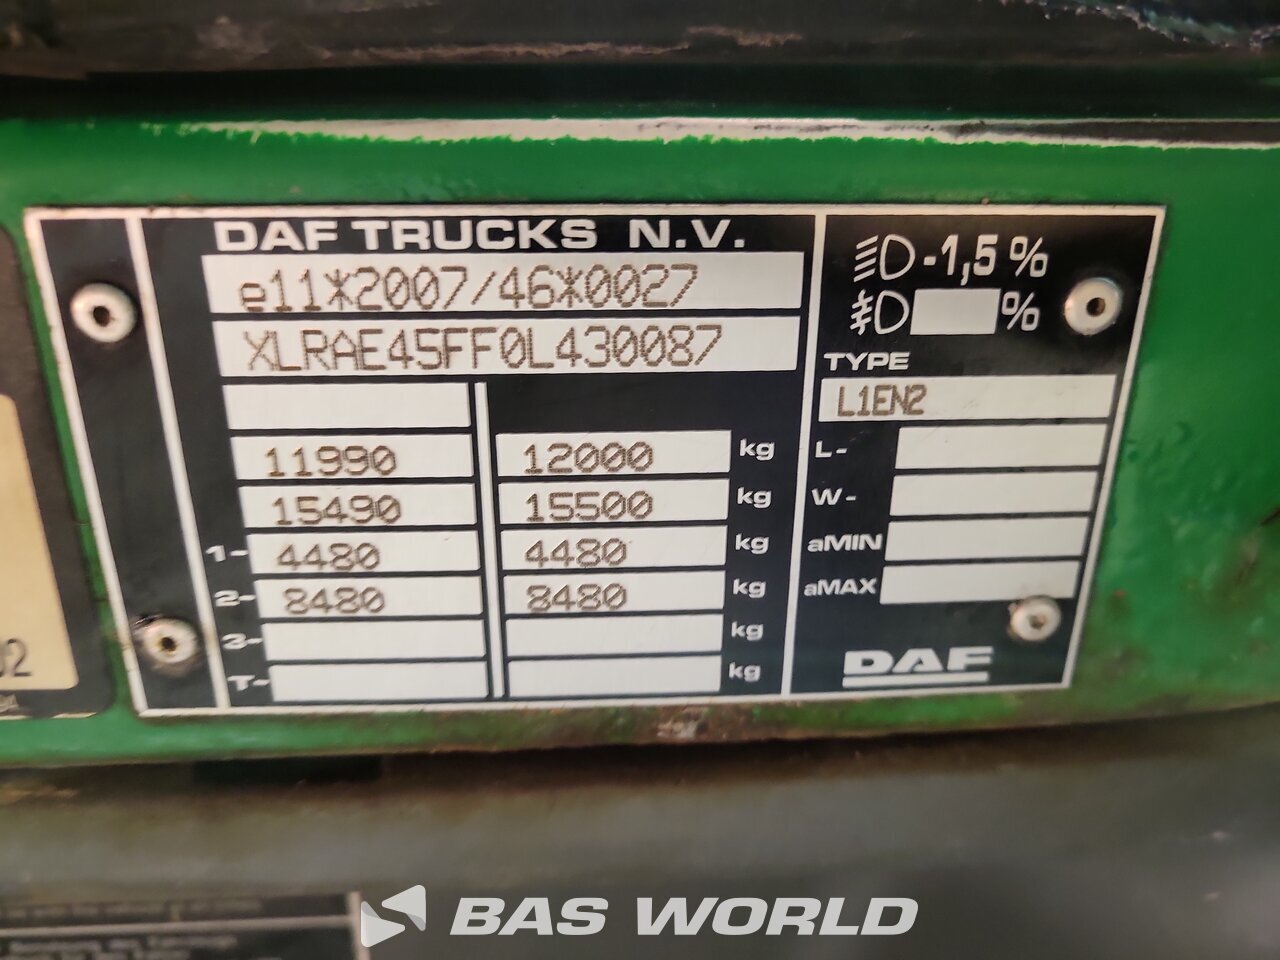 DAF TRUCKS N.V.
e11*2007/46*0027
XLRAE45FF0L430087
11990 12000 kg
15490 15500 kg
1- 4480 4480 kg
2- 8480 8480 kg
3- kg
T- kg
-1,5 %
%
TYPE
L1EN2
L-
W-
aMIN
aMAX
DAF
02
BAS WORLD